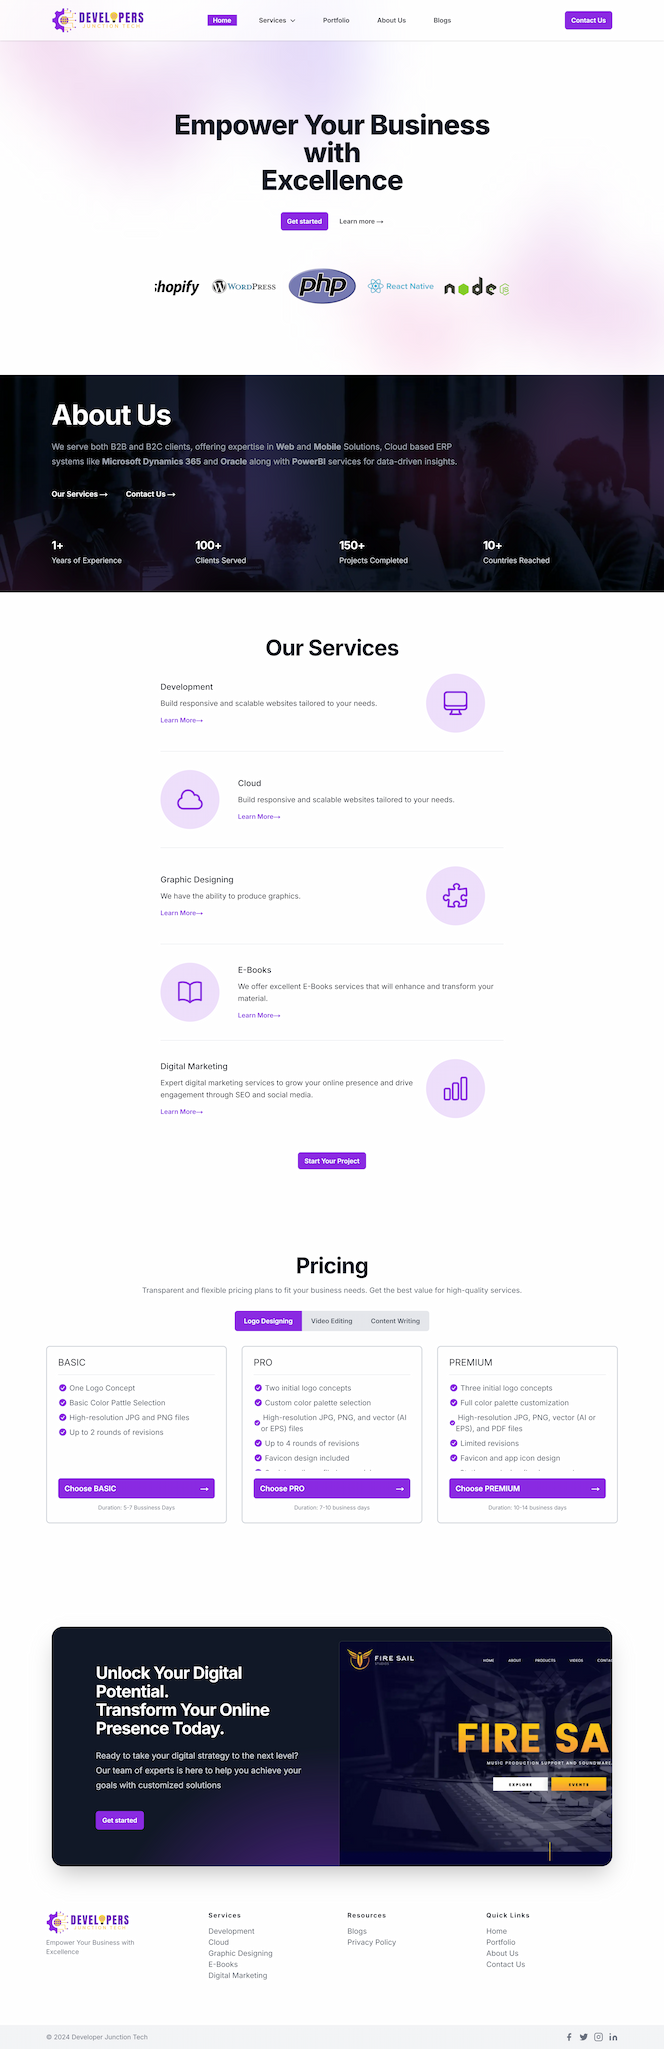 DEVELOPERS
JUNCTION TECH
Home
Services
Portfolio
About Us
Blogs
Contact Us
Empower Your Business
with
Excellence
Get started
Learn more →
hopify
WORDPRESS
php
React Native
node
JS
About Us
We serve both B2B and B2C clients, offering expertise in Web and Mobile Solutions, Cloud based ERP
systems like Microsoft Dynamics 365 and Oracle along with PowerBI services for data-driven insights.
Our Services →
Contact Us →
1+
Years of Experience
100+
Clients Served
150+
Projects Completed
10+
Countries Reached
Our Services
Development
Build responsive and scalable websites tailored to your needs.
Learn More→
Cloud
Build responsive and scalable websites tailored to your needs.
Learn More→
Graphic Designing
We have the ability to produce graphics.
Learn More→
E-Books
We offer excellent E-Books services that will enhance and transform your
material.
Learn More→
Digital Marketing
Expert digital marketing services to grow your online presence and drive
engagement through SEO and social media.
Learn More→
Start Your Project
Pricing
Transparent and flexible pricing plans to fit your business needs. Get the best value for high-quality services.
Logo Designing
Video Editing
Content Writing
BASIC
One Logo Concept
Basic Color Pattle Selection
High-resolution JPG and PNG files
Up to 2 rounds of revisions
Choose BASIC →
Duration: 5-7 Bussiness Days
PRO
Two initial logo concepts
Custom color palette selection
High-resolution JPG, PNG, and vector (AI
or EPS) files
Up to 4 rounds of revisions
Favicon design included
Choose PRO →
Duration: 7-10 business days
PREMIUM
Three initial logo concepts
Full color palette customization
High-resolution JPG, PNG, vector (AI or
EPS), and PDF files
Limited revisions
Favicon and app icon design
Choose PREMIUM →
Duration: 10-14 business days
Unlock Your Digital
Potential.
Transform Your Online
Presence Today.
Ready to take your digital strategy to the next level?
Our team of experts is here to help you achieve your
goals with customized solutions
Get started
FIRE SAIL
HOME
ABOUT
PRODUCTS
VIDEOS
CONTA
FIRE SA
MUSIC PRODUCTION SUPPORT AND SOUNDWARE
EXPLORE
EVENTS
DEVELOPERS
JUNCTION TECH
Empower Your Business with
Excellence
Services
Development
Cloud
Graphic Designing
E-Books
Digital Marketing
Resources
Blogs
Privacy Policy
Quick Links
Home
Portfolio
About Us
Contact Us
© 2024 Developer Junction Tech